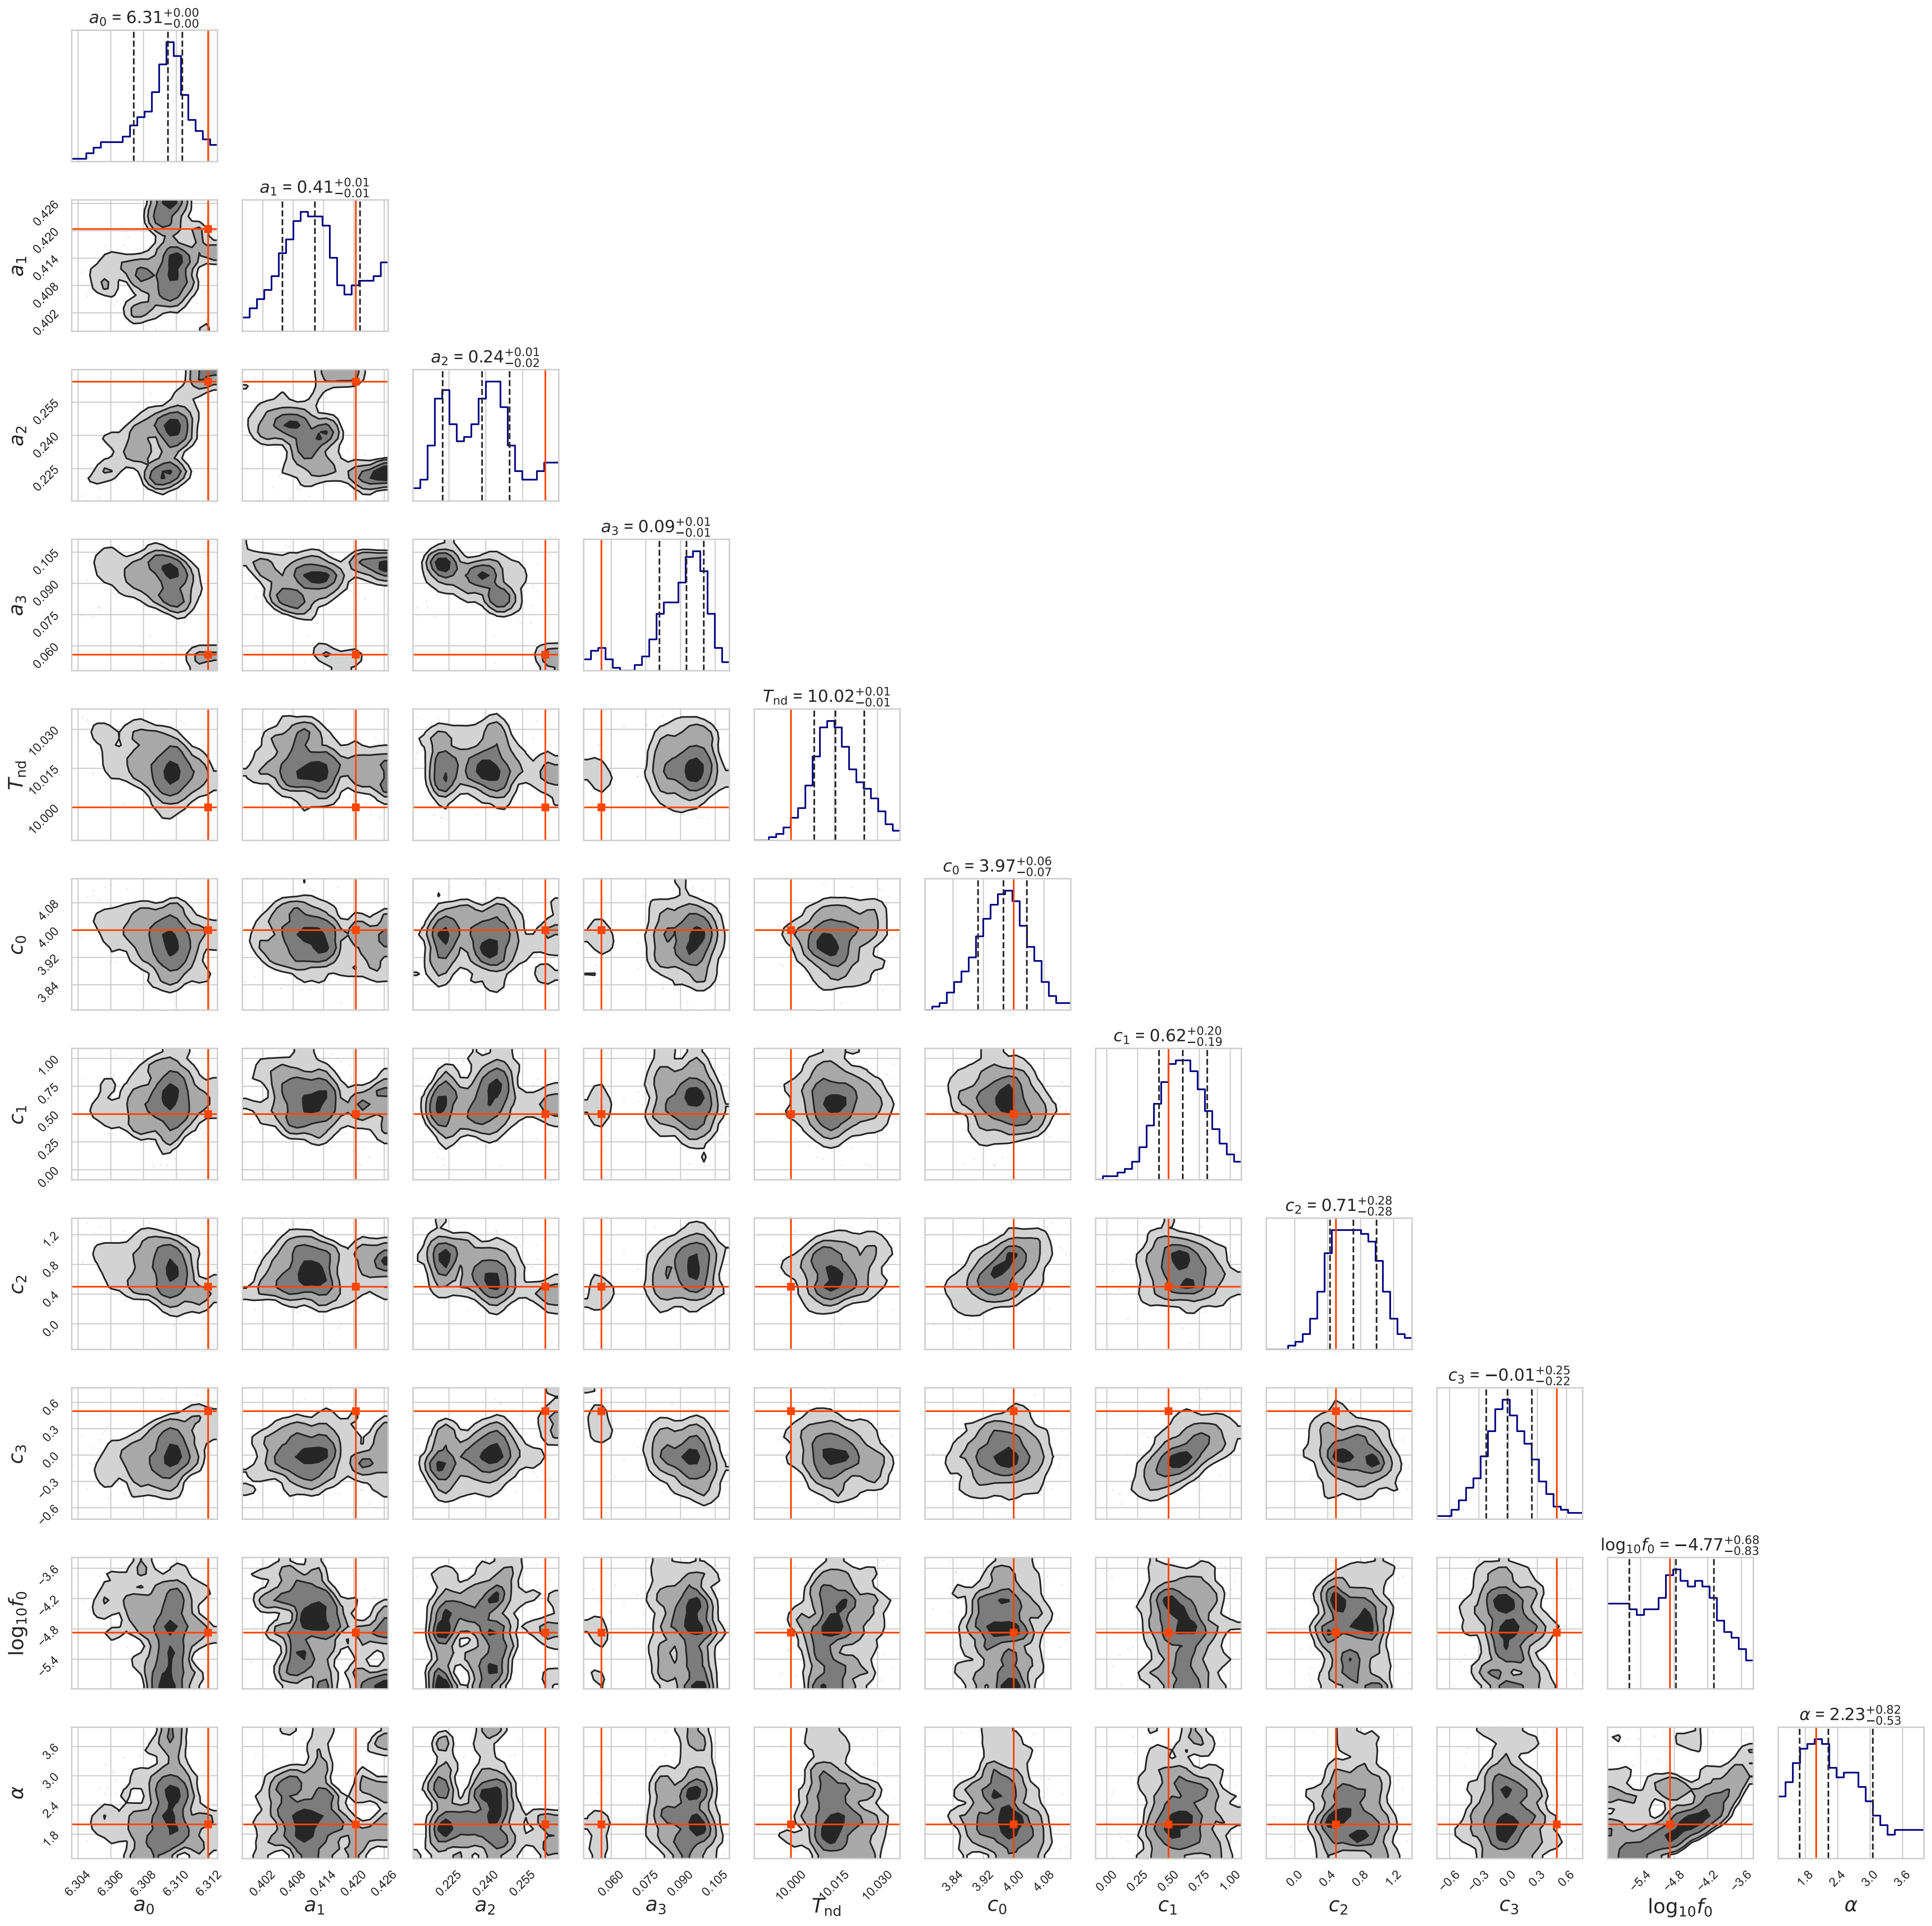 a_0 = 6.31^{+0.00}_{-0.00}
a_1 = 0.41^{+0.01}_{-0.01}
0.426
0.420
0.414
0.408
0.402
a_1
a_2 = 0.24^{+0.01}_{-0.02}
0.255
0.240
0.225
a_2
a_3 = 0.09^{+0.01}_{-0.01}
0.105
0.090
0.075
0.060
a_3
T_{nd} = 10.02^{+0.01}_{-0.01}
10.030
10.015
10.000
T_{nd}
c_0 = 3.97^{+0.06}_{-0.07}
4.08
4.00
3.92
3.84
c_0
c_1 = 0.62^{+0.20}_{-0.19}
1.00
0.75
0.50
0.25
0.00
c_1
c_2 = 0.71^{+0.28}_{-0.28}
1.2
0.8
0.4
0.0
c_2
c_3 = −0.01^{+0.25}_{-0.22}
0.6
0.3
0.0
−0.3
−0.6
c_3
log_{10}f_0 = −4.77^{+0.68}_{-0.83}
−3.6
−4.2
−4.8
−5.4
log_{10}f_0
α = 2.23^{+0.82}_{-0.53}
3.6
3.0
2.4
1.8
α
6.304 6.306 6.308 6.310 6.312
0.402 0.408 0.414 0.420 0.426
0.225 0.240 0.255
0.060 0.075 0.090 0.105
10.000 10.015 10.030
3.84 3.92 4.00 4.08
0.00 0.25 0.50 0.75 1.00
0.0 0.4 0.8 1.2
−0.6 −0.3 0.0 0.3 0.6
−5.4 −4.8 −4.2 −3.6
1.8 2.4 3.0 3.6
a_0 a_1 a_2 a_3 T_{nd} c_0 c_1 c_2 c_3 log_{10}f_0 α